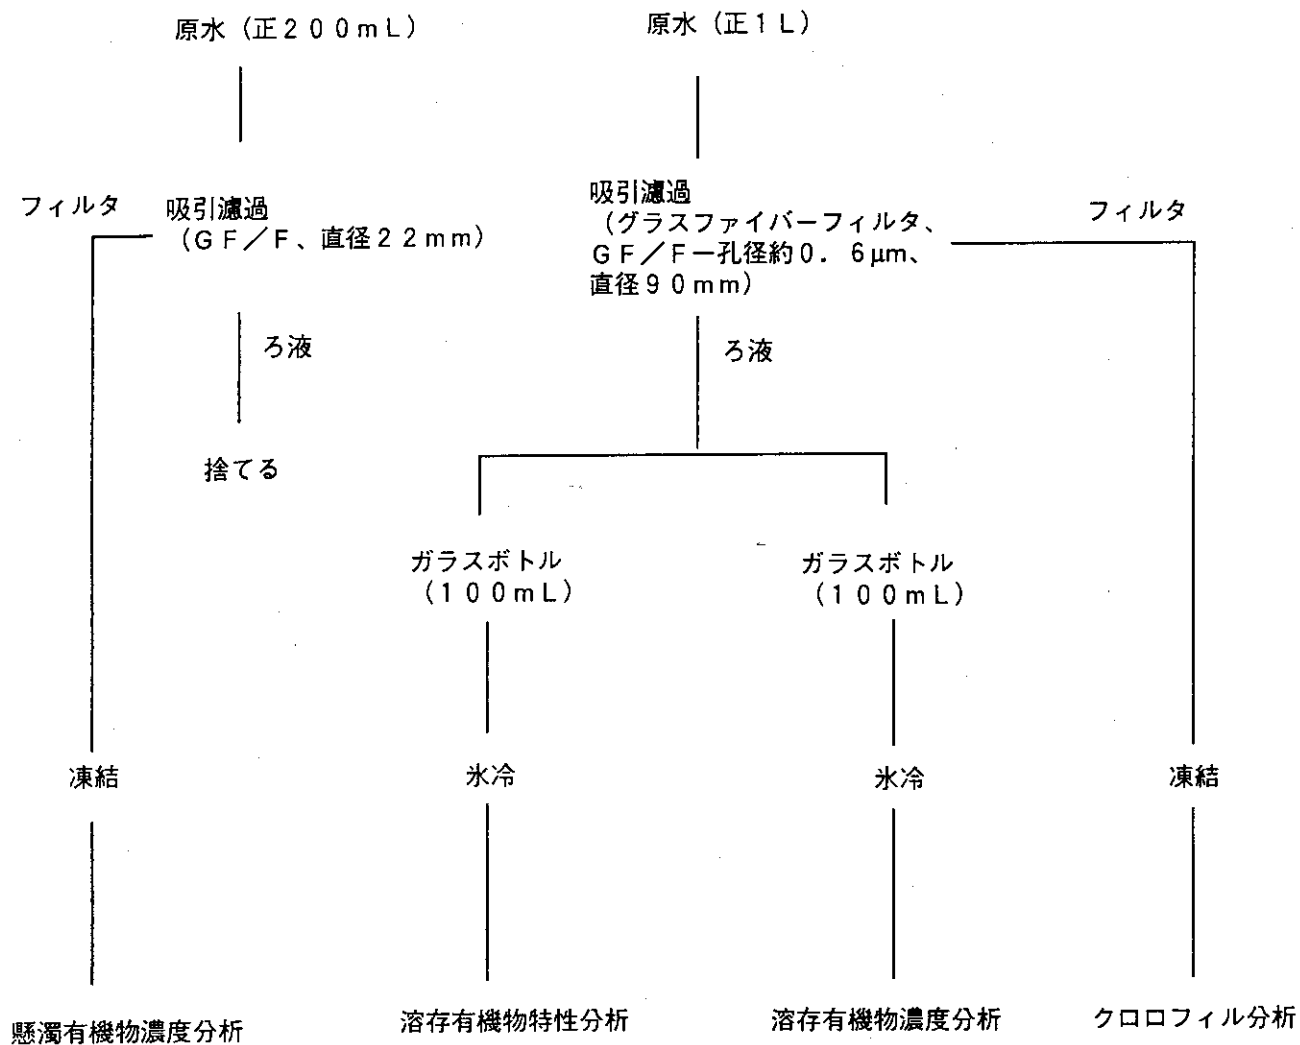 原水（正２００mL）
原水（正１L）
フィルタ
吸引濾過
（GF／F、直径２２mm）
吸引濾過
（グラスファイバーフィルタ、
GF／F－孔径約０．６μm、
直径９０mm）
フィルタ
ろ液
ろ液
捨てる
ガラスボトル
（１００mL）
ガラスボトル
（１００mL）
凍結
氷冷
氷冷
凍結
懸濁有機物濃度分析
溶存有機物特性分析
溶存有機物濃度分析
クロロフィル分析